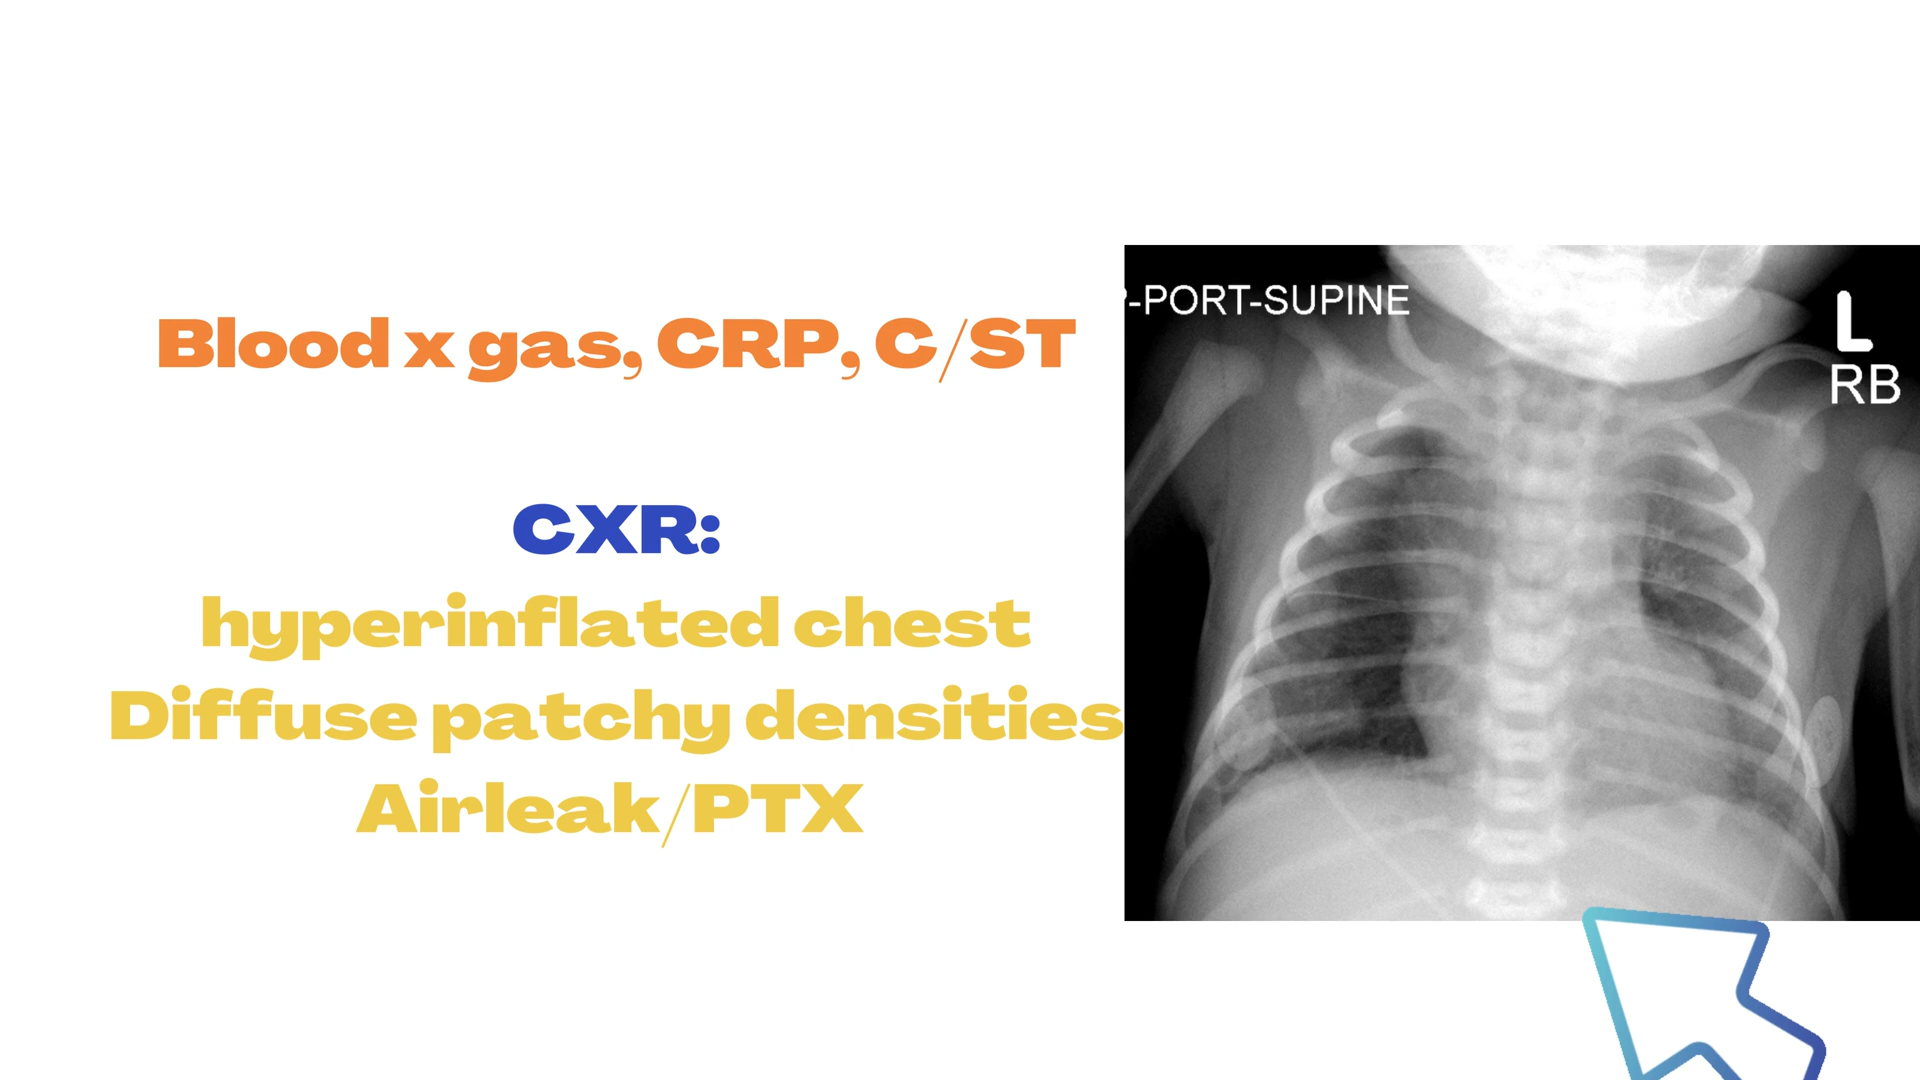 Blood x gas, CRP, C/ST
CXR:
hyperinflated chest
Diffuse patchy densities
Airleak/PTX
-PORT-SUPINE
L
RB